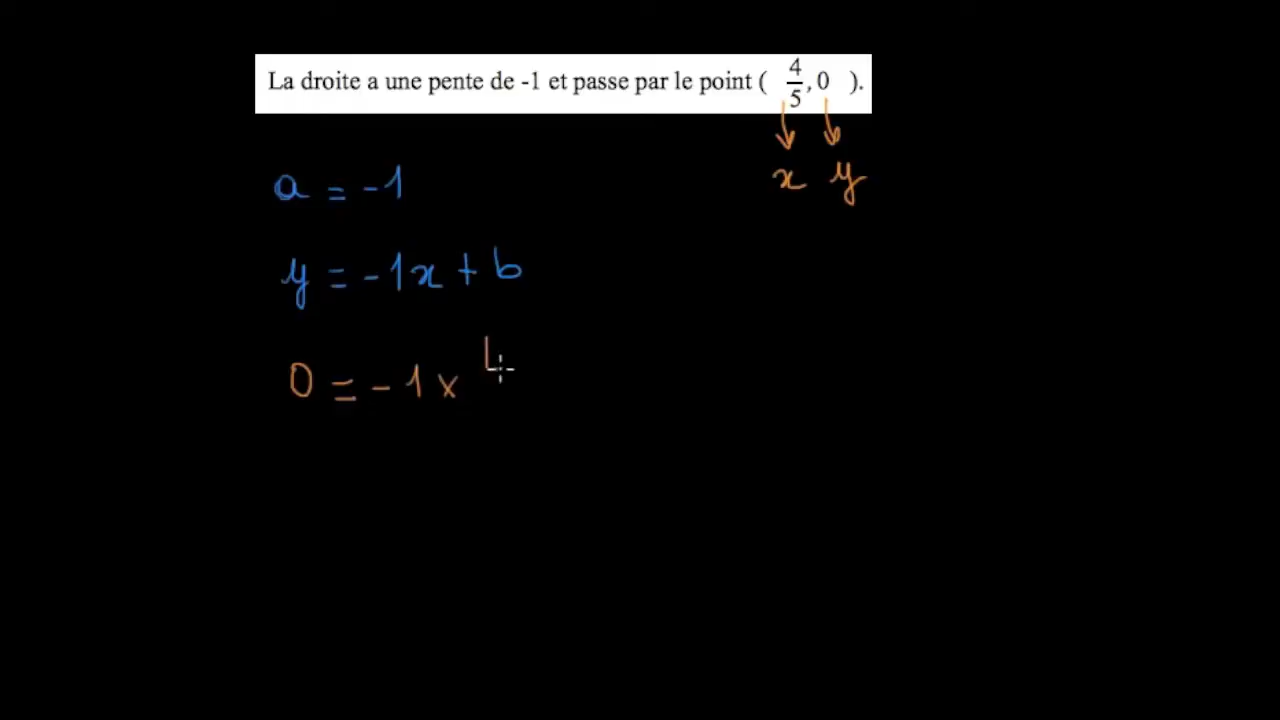 La droite a une pente de -1 et passe par le point ( 4/5 , 0 ).
x y
a = -1
y = -1x + b
0 = -1 x